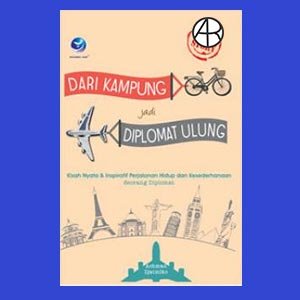 DARI KAMPUNG
jadi
DIPLOMAT ULUNG
Kisah Nyata & Inspiratif Perjalanan Hidup dan Kesederhanaan
Seorang Diplomat